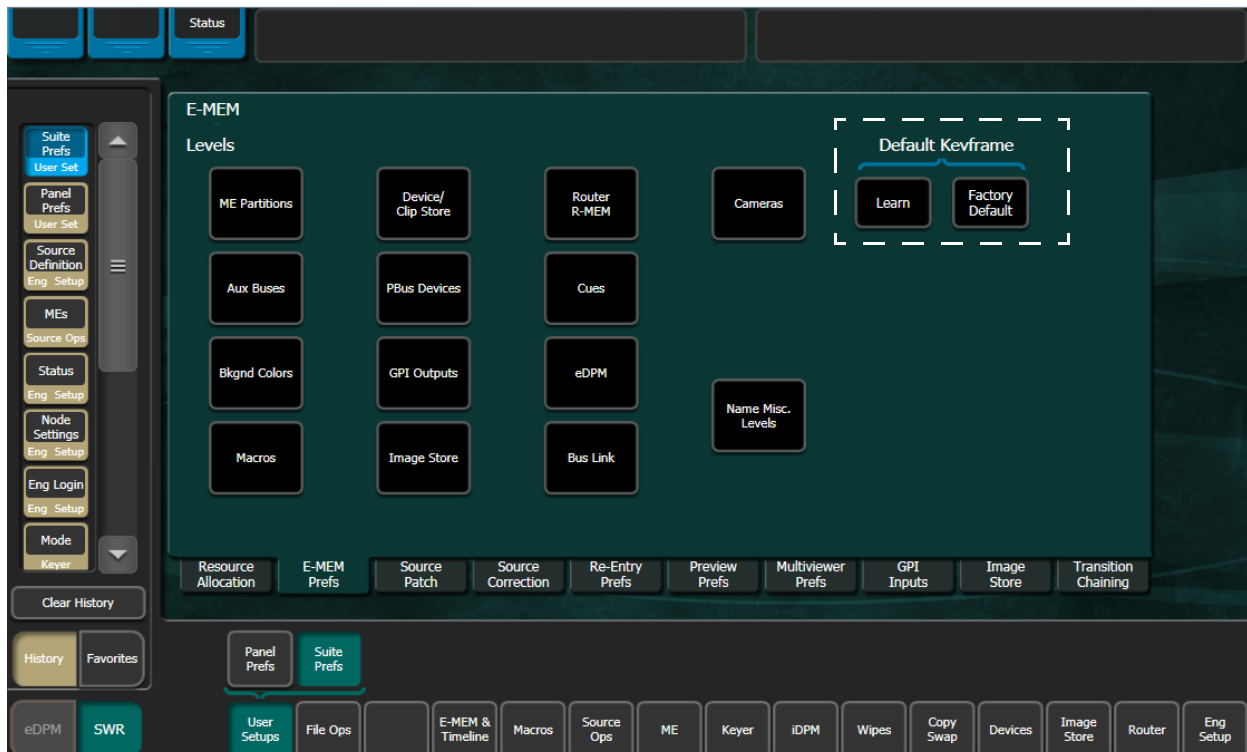 Status
E-MEM
Levels
Default Keyframe
ME Partitions
Device/
Clip Store
Router
R-MEM
Cameras
Learn
Factory
Default
Aux Buses
PBus Devices
Cues
Bkgnd Colors
GPI Outputs
eDPM
Name Misc.
Levels
Macros
Image Store
Bus Link
Suite
Prefs
User Set
Panel
Prefs
User Set
Source
Definition
Eng Setup
MEs
Source Ops
Status
Eng Setup
Node
Settings
Eng Setup
Eng Login
Eng Setup
Mode
Keyer
Clear History
History
Favorites
Resource
Allocation
E-MEM
Prefs
Source
Patch
Source
Correction
Re-Entry
Prefs
Preview
Prefs
Multiviewer
Prefs
GPI
Inputs
Image
Store
Transition
Chaining
Panel
Prefs
Suite
Prefs
eDPM
SWR
User
Setups
File Ops
E-MEM &
Timeline
Macros
Source
Ops
ME
Keyer
iDPM
Wipes
Copy
Swap
Devices
Image
Store
Router
Eng
Setup